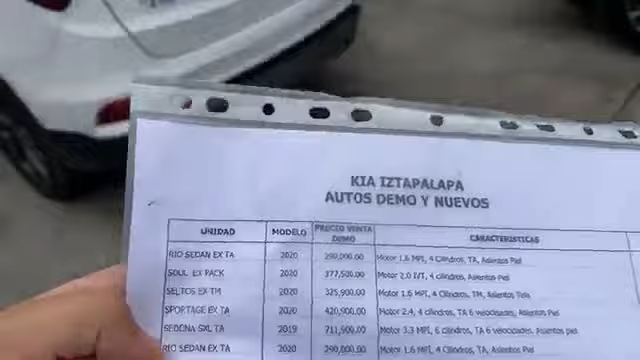 KIA IZTAPALAPA
AUTOS DEMO Y NUEVOS
UNIDAD MODELO PRECIO VENTA DEMO CARACTERISTICAS
RIO SEDAN EX TA 2020 290,000.00 Motor 1.6 MPI, 4 Cilindros, TA, Asientos Piel
SOUL EX PACK 2020 377,500.00 Motor 2.0 4 Cilindros, Asientos Piel
SELTOS EX TM 2020 325,900.00 Motor 1.6 MPI, 4 Cilindros, TM, Asientos
SPORTAGE EX TA 2020 420,900.00 Motor 2.4, 4 cilindros, TA 6 velocidades, Asientos Piel
SEDONA SXL TA 2019 711,900.00 Motor 3.3 MPI, 6 Cilindros, TA 6 velocidades, Asientos piel
RIO SEDAN EX TA 2020 290,000.00 Motor 1.6 MPI, 4 Cilindros, TA, Asientos Piel